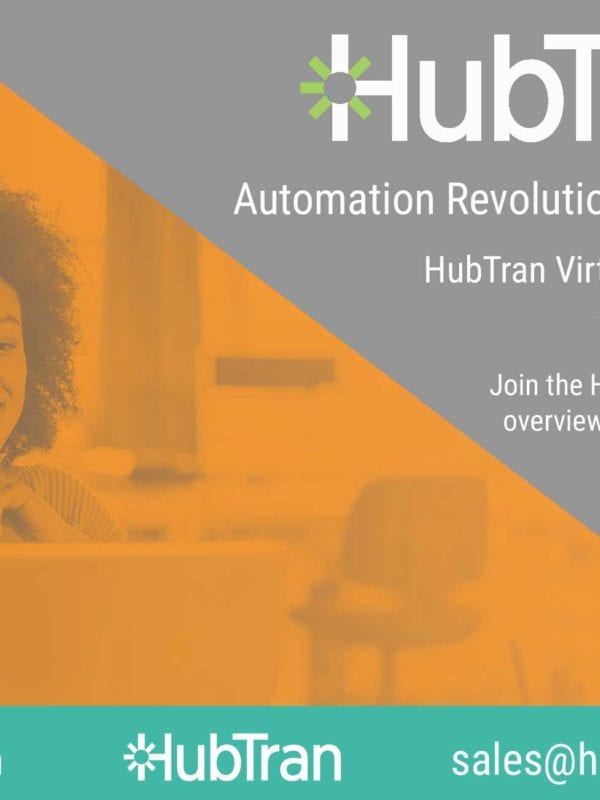 HubT
Automation Revolutio
HubTran Virt
Join the H
overview
HubTran
sales@h